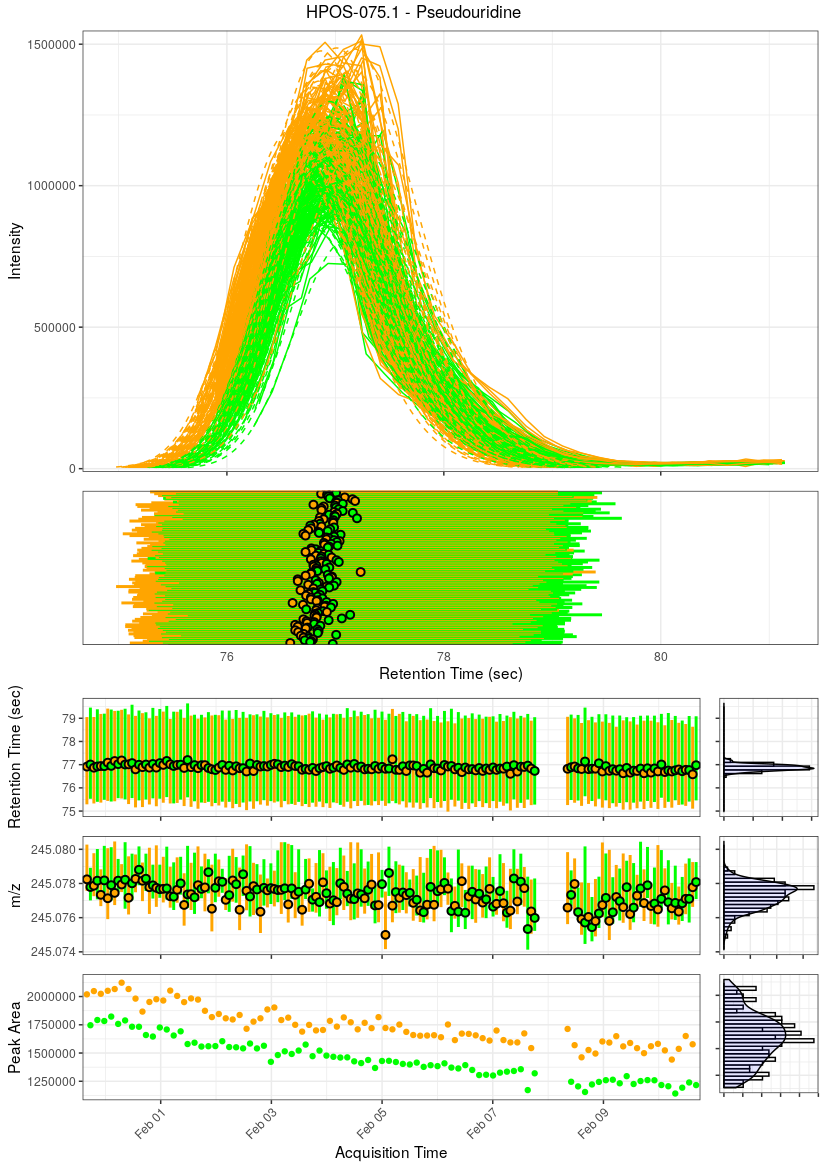 HPOS-075.1 - Pseudouridine
1500000
1000000
500000
0
Intensity
76
78
80
Retention Time (sec)
79
78
77
76
75
Retention Time (sec)
245.080
245.078
245.076
245.074
m/z
2000000
1750000
1500000
1250000
Peak Area
Feb 01
Feb 03
Feb 05
Feb 07
Feb 09
Acquisition Time